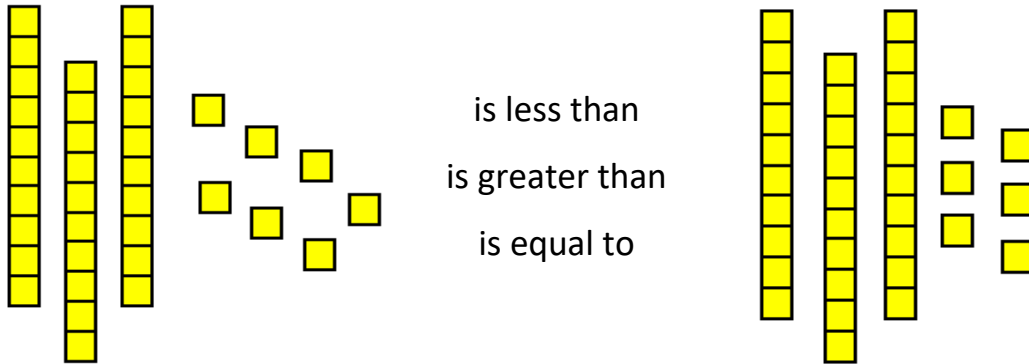 is less than
is greater than
is equal to